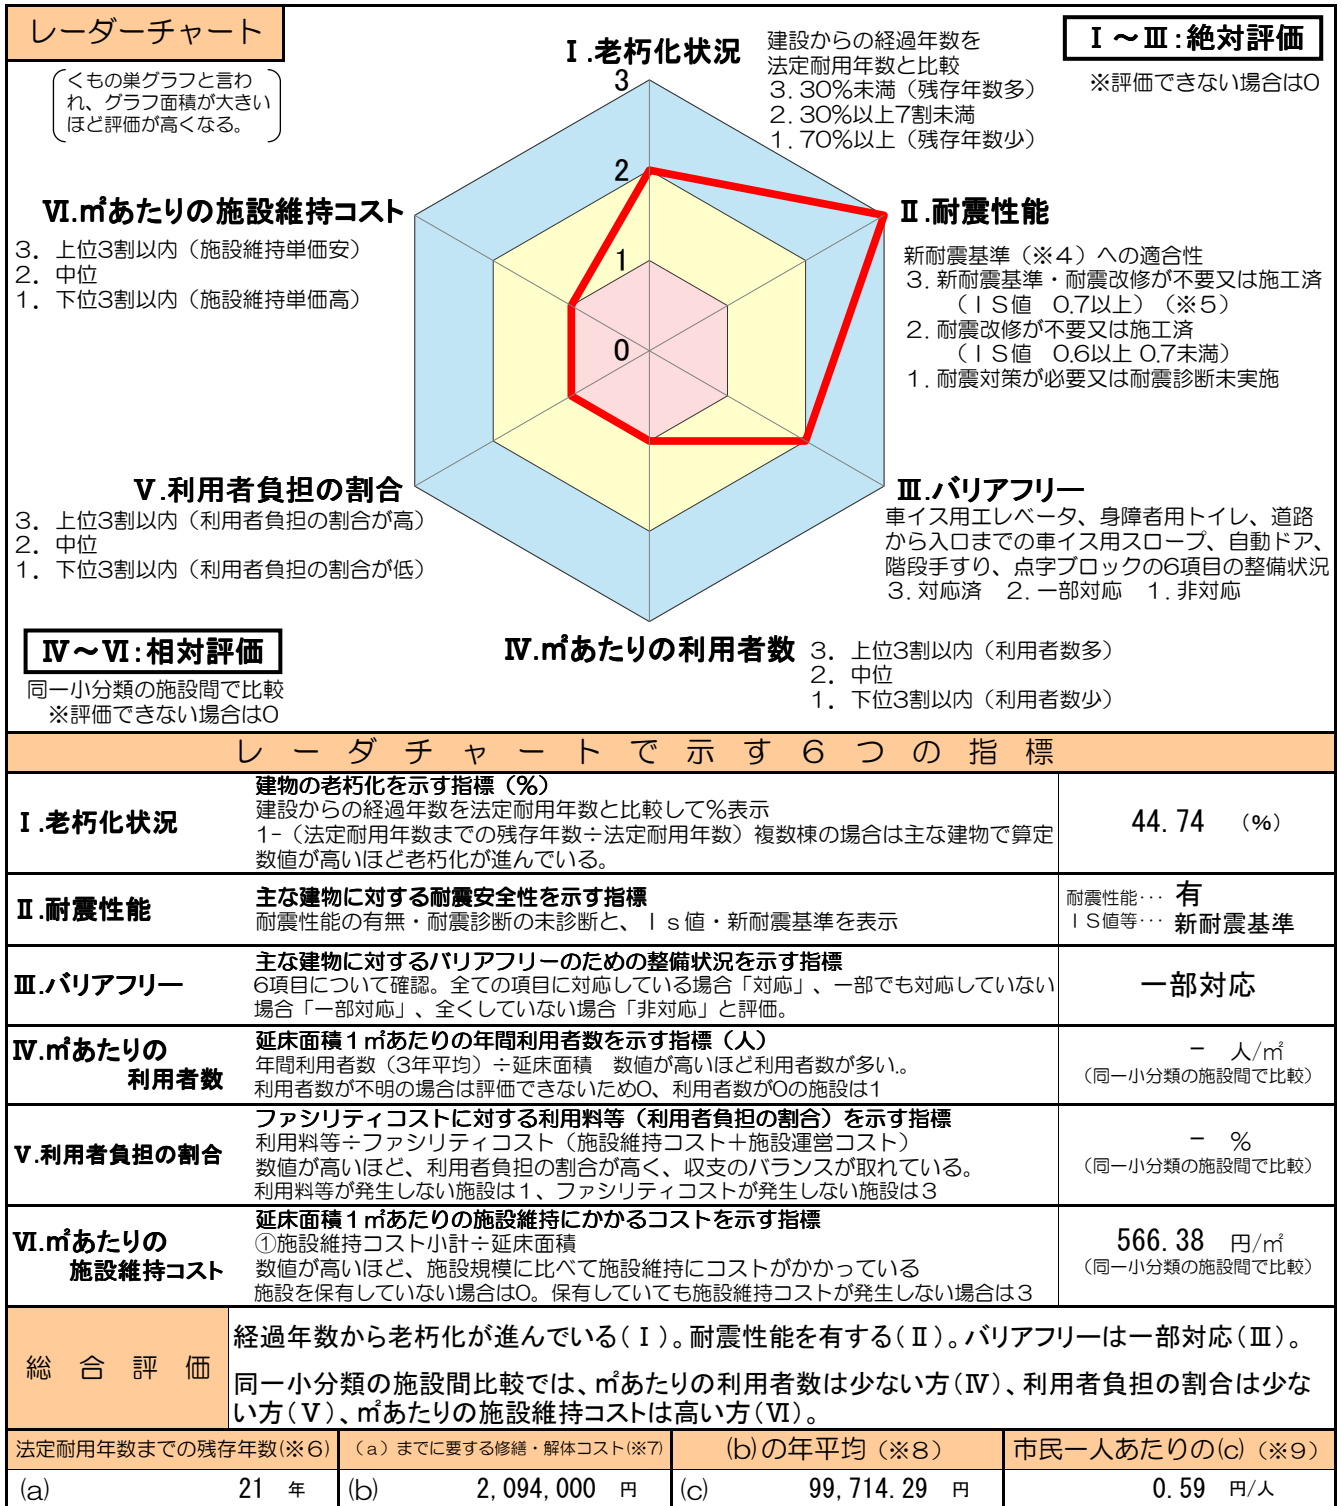 レーダーチャート
くもの巣グラフと言わ
れ、グラフ面積が大きい
ほど評価が高くなる。
Ⅰ.老朽化状況
建設からの経過年数を
法定耐用年数と比較
3.30%未満（残存年数多）
2.30%以上7割未満
1.70%以上（残存年数少）
Ⅰ～Ⅲ:絶対評価
※評価できない場合は0
3
2
1
0
Ⅵ.㎡あたりの施設維持コスト
3. 上位3割以内（施設維持単価安）
2. 中位
1. 下位3割以内（施設維持単価高）
Ⅱ.耐震性能
新耐震基準（※4）への適合性
3.新耐震基準・耐震改修が不要又は施工済
（ＩＳ値 0.7以上）（※5）
2.耐震改修が不要又は施工済
（ＩＳ値 0.6以上 0.7未満）
1.耐震対策が必要又は耐震診断未実施
Ⅴ.利用者負担の割合
3. 上位3割以内（利用者負担の割合が高）
2. 中位
1. 下位3割以内（利用者負担の割合が低）
Ⅲ.バリアフリー
車イス用エレベータ、身障者用トイレ、道路
から入口までの車イス用スロープ、自動ドア、
階段手すり、点字ブロックの6項目の整備状況
3.対応済 2.一部対応 1.非対応
Ⅳ～Ⅵ:相対評価
同一小分類の施設間で比較
※評価できない場合は0
Ⅳ.㎡あたりの利用者数
3. 上位3割以内（利用者数多）
2. 中位
1. 下位3割以内（利用者数少）
レーダチャートで示す6つの指標
Ⅰ.老朽化状況
建物の老朽化を示す指標（%）
建設からの経過年数を法定耐用年数と比較して%表示
1-（法定耐用年数までの残存年数÷法定耐用年数）複数棟の場合は主な建物で算定
数値が高いほど老朽化が進んでいる。
44.74 （%）
Ⅱ.耐震性能
主な建物に対する耐震安全性を示す指標
耐震性能の有無・耐震診断の未診断と、Ｉｓ値・新耐震基準を表示
耐震性能… 有
ＩＳ値等… 新耐震基準
Ⅲ.バリアフリー
主な建物に対するバリアフリーのための整備状況を示す指標
6項目について確認。全ての項目に対応している場合「対応」、一部でも対応していない
場合「一部対応」、全くしていない場合「非対応」と評価。
一部対応
Ⅳ.㎡あたりの
利用者数
延床面積1㎡あたりの年間利用者数を示す指標（人）
年間利用者数（3年平均）÷延床面積 数値が高いほど利用者数が多い。
利用者数が不明の場合は評価できないため0、利用者数が0の施設は1
－ 人/㎡
（同一小分類の施設間で比較）
Ⅴ.利用者負担の割合
ファシリティコストに対する利用料等（利用者負担の割合）を示す指標
利用料等÷ファシリティコスト（施設維持コスト＋施設運営コスト）
数値が高いほど、利用者負担の割合が高く、収支のバランスが取れている。
利用料等が発生しない施設は1、ファシリティコストが発生しない施設は3
－ %
（同一小分類の施設間で比較）
Ⅵ.㎡あたりの
施設維持コスト
延床面積1㎡あたりの施設維持にかかるコストを示す指標
①施設維持コスト小計÷延床面積
数値が高いほど、施設規模に比べて施設維持にコストがかかっている
施設を保有していない場合は0。保有していても施設維持コストが発生しない場合は3
566.38 円/㎡
（同一小分類の施設間で比較）
総合評価
経過年数から老朽化が進んでいる(Ⅰ)。耐震性能を有する(Ⅱ)。バリアフリーは一部対応(Ⅲ)。
同一小分類の施設間比較では、㎡あたりの利用者数は少ない方(Ⅳ)、利用者負担の割合は少な
い方(Ⅴ)、㎡あたりの施設維持コストは高い方(Ⅵ)。
法定耐用年数までの残存年数(※6)
（a）までに要する修繕・解体コスト(※7)
(b)の年平均（※8）
市民一人あたりの(c)（※9）
(a) 21 年
(b) 2,094,000 円
(c) 99,714.29 円
0.59 円/人